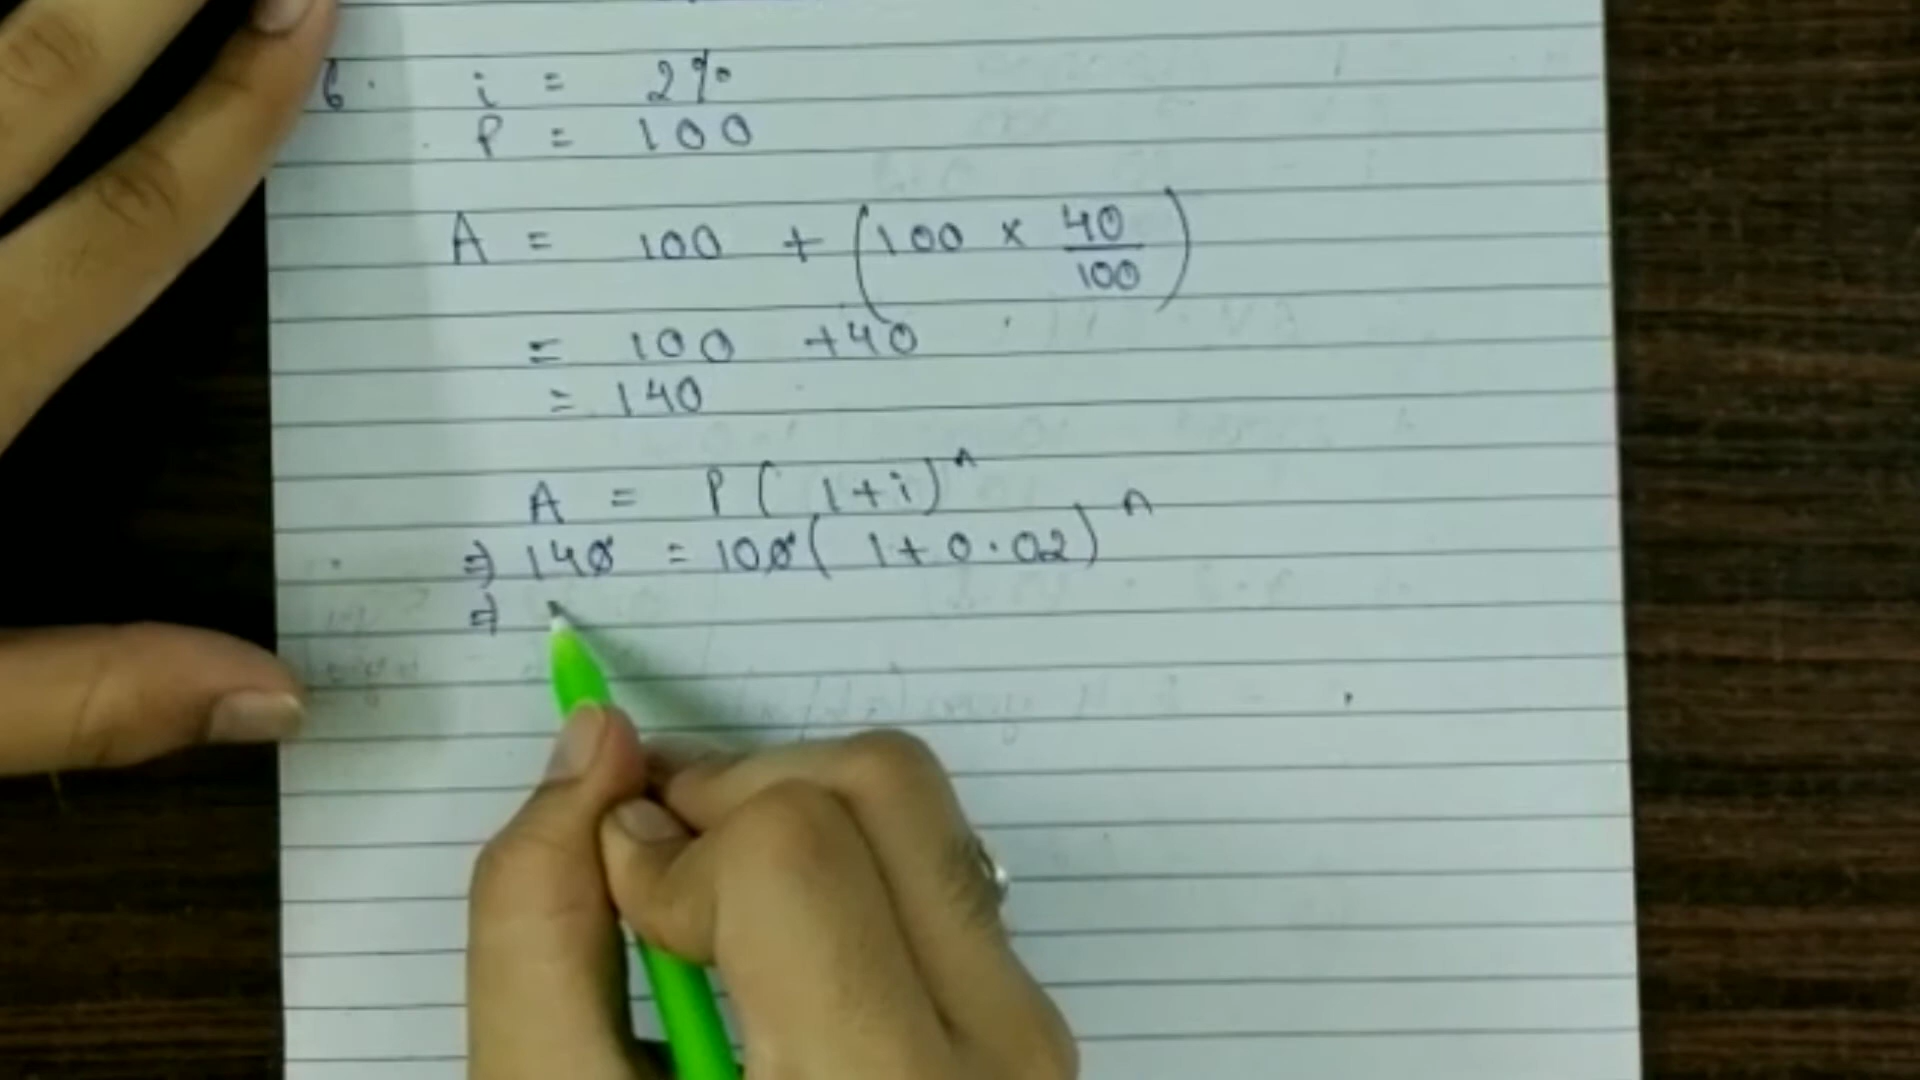 6. i = 2%
P = 100
A = 100 + (100 × 40/100)
= 100 +40
= 140
A = P(1+i)^n
⇒ 140 = 100(1+0.02)^n
⇒